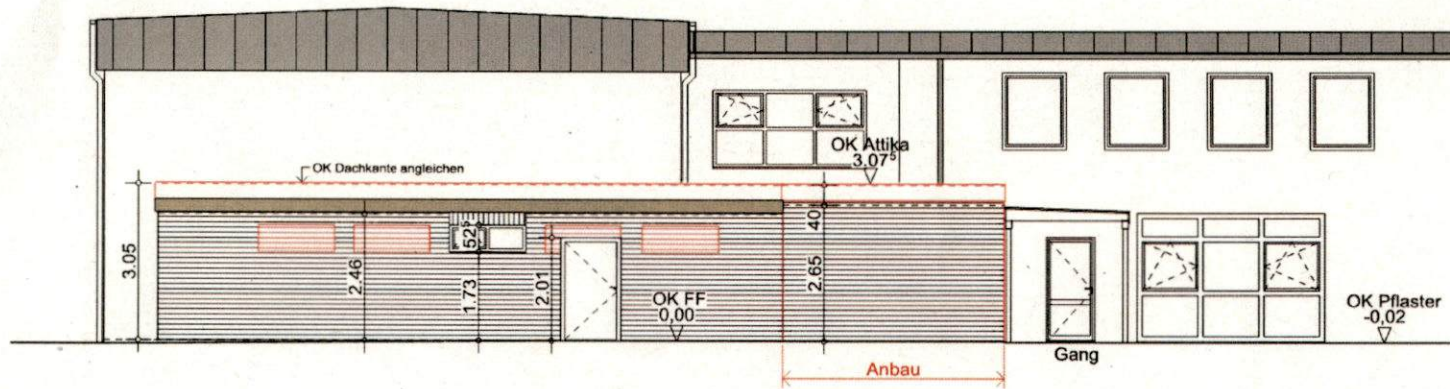 OK Attika
3.07⁵
OK Dachkante angleichen
3.05
2.46
52⁵
1.73
2.01
40
2.65
OK FF
0,00
OK Pflaster
-0,02
Gang
Anbau